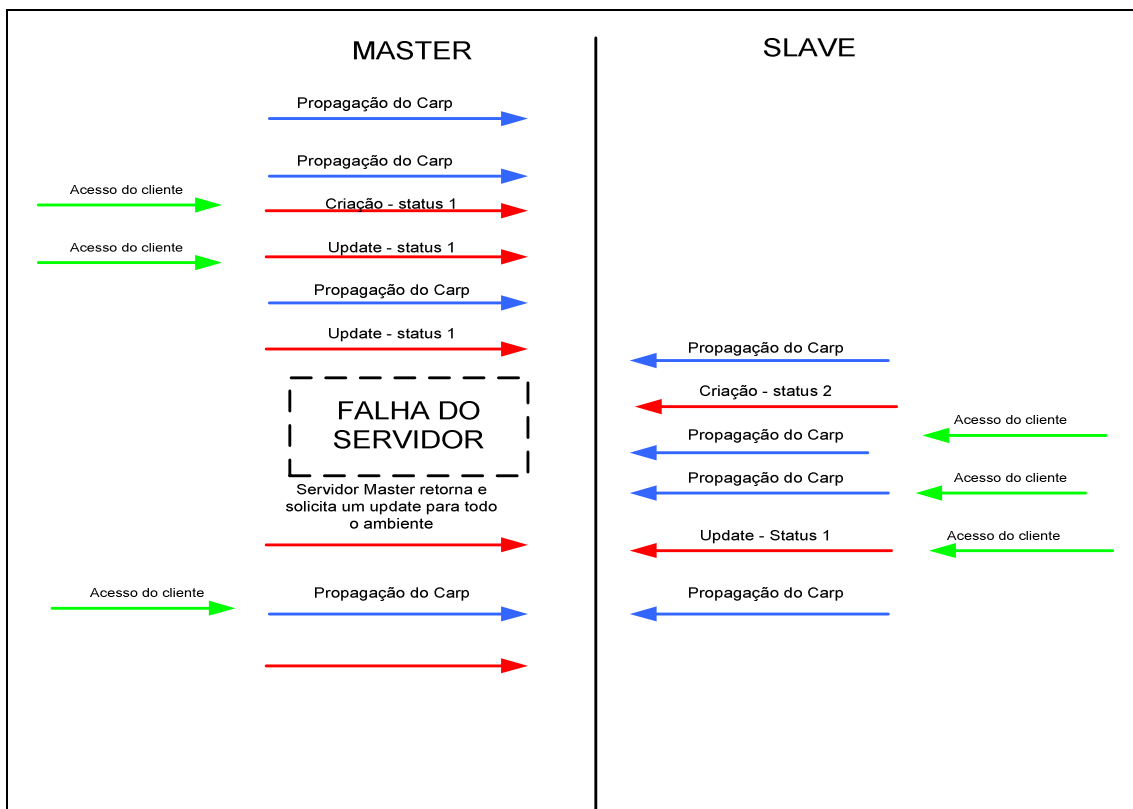 MASTER
SLAVE
Propagação do Carp
Propagação do Carp
Acesso do cliente
Criação - status 1
Acesso do cliente
Update - status 1
Propagação do Carp
Update - status 1
Propagação do Carp
Criação - status 2
FALHA DO
SERVIDOR
Acesso do cliente
Propagação do Carp
Propagação do Carp
Acesso do cliente
Servidor Master retorna e
solicita um update para todo
o ambiente
Update - Status 1
Acesso do cliente
Acesso do cliente
Propagação do Carp
Propagação do Carp